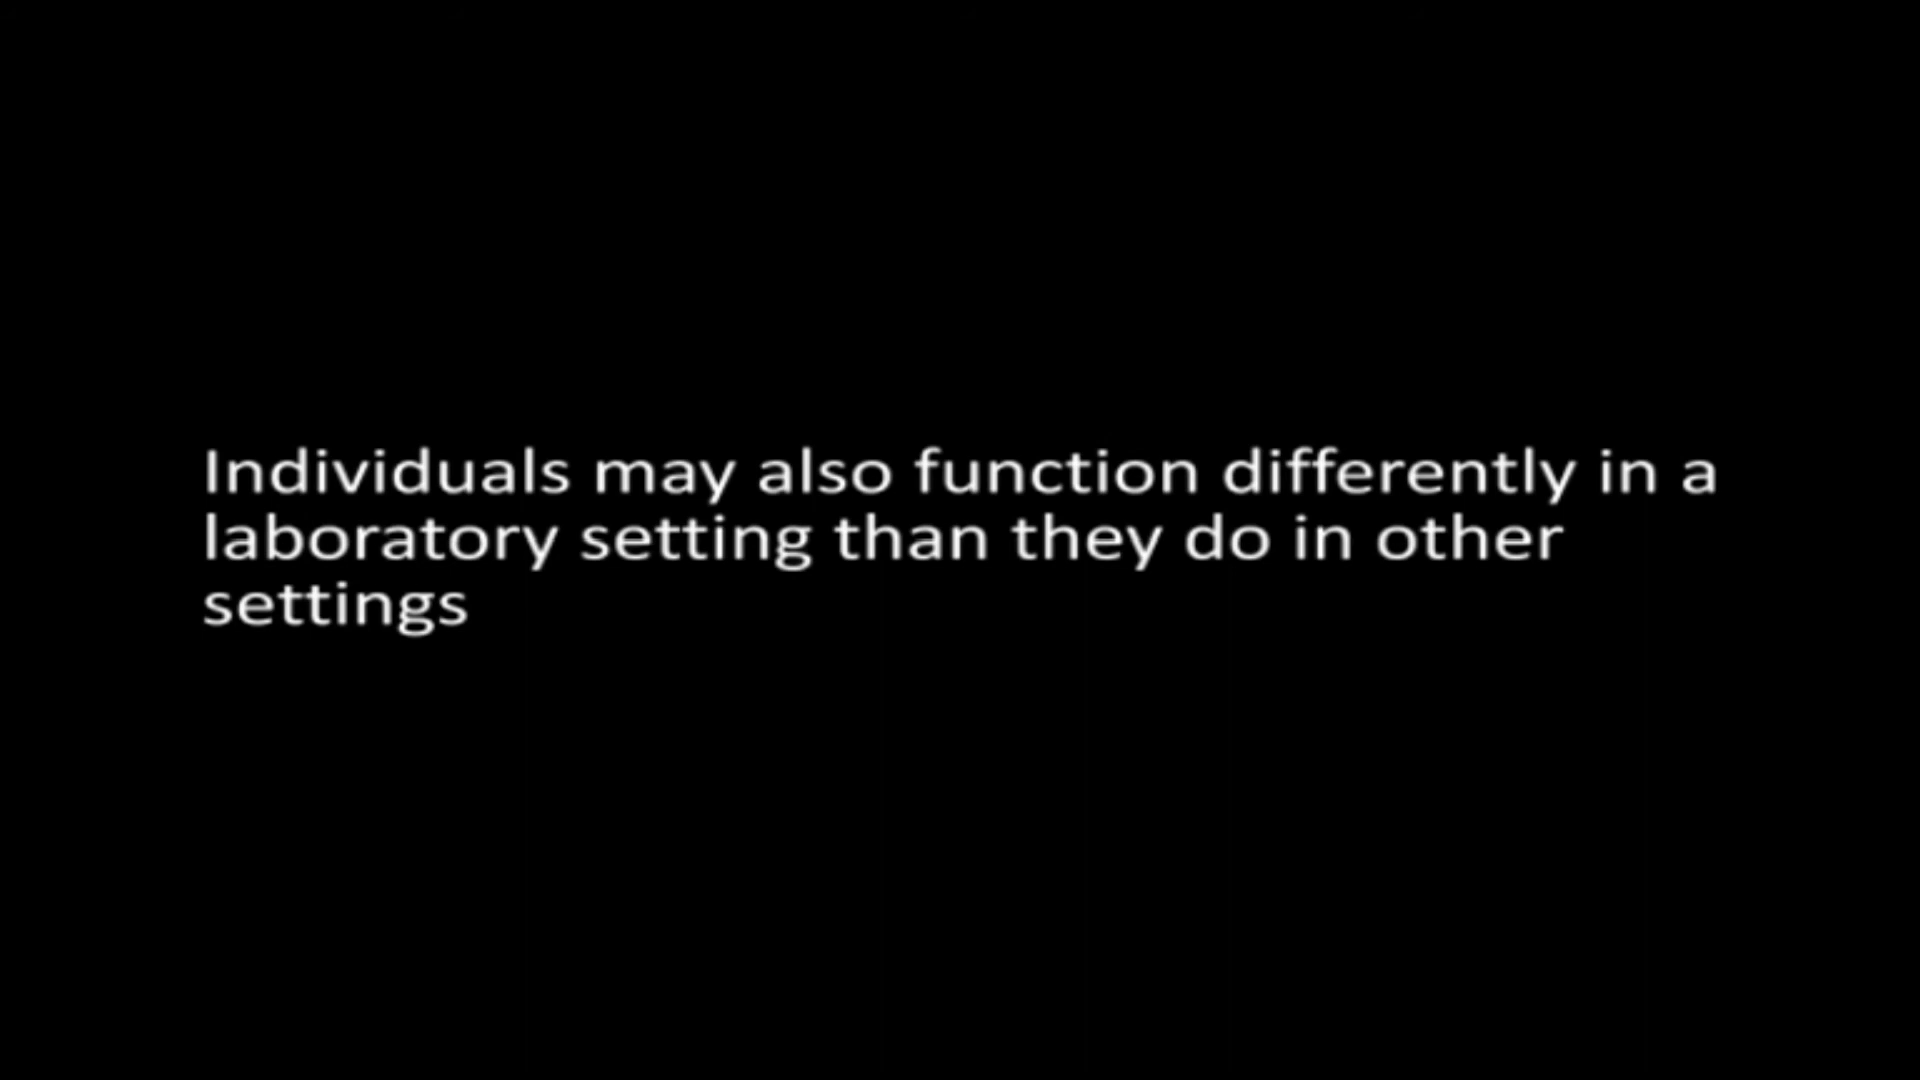 Individuals may also function differently in a
laboratory setting than they do in other
settings